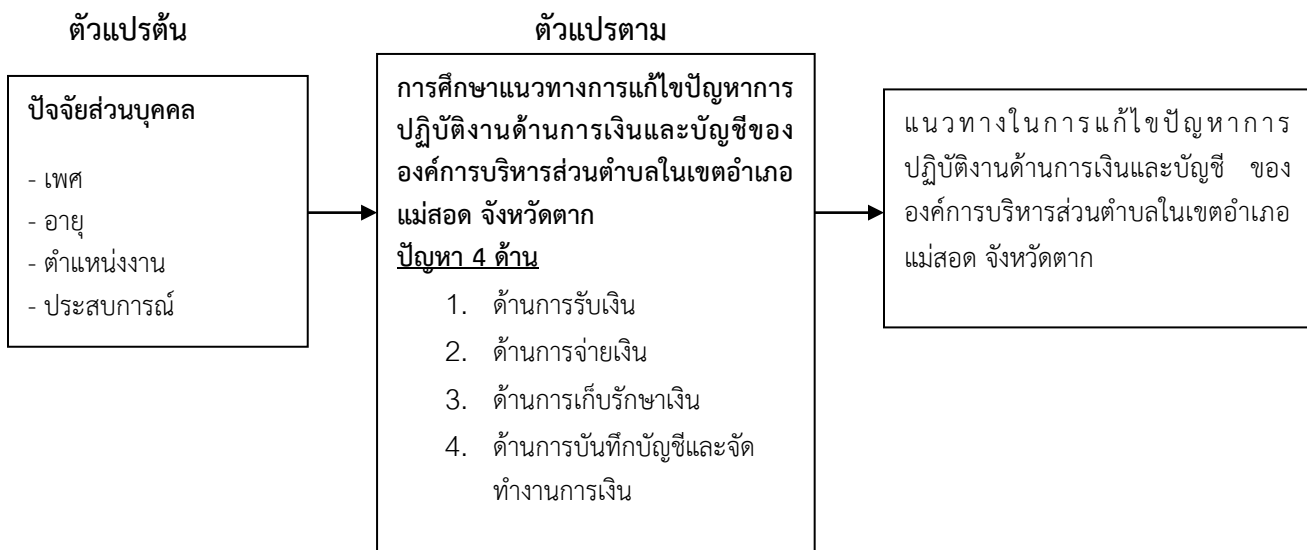 ตัวแปรต้น
ตัวแปรตาม
ปัจจัยส่วนบุคคล
- เพศ
- อายุ
- ตำแหน่งงาน
- ประสบการณ์
การศึกษาแนวทางการแก้ไขปัญหาการ
ปฏิบัติงานด้านการเงินและบัญชีของ
องค์การบริหารส่วนตำบลในเขตอำเภอ
แม่สอด จังหวัดตาก
ปัญหา 4 ด้าน
1. ด้านการรับเงิน
2. ด้านการจ่ายเงิน
3. ด้านการเก็บรักษาเงิน
4. ด้านการบันทึกบัญชีและจัด
ทำงานการเงิน
แนวทางในการแก้ไขปัญหาการ
ปฏิบัติงานด้านการเงินและบัญชี ของ
องค์การบริหารส่วนตำบลในเขตอำเภอ
แม่สอด จังหวัดตาก